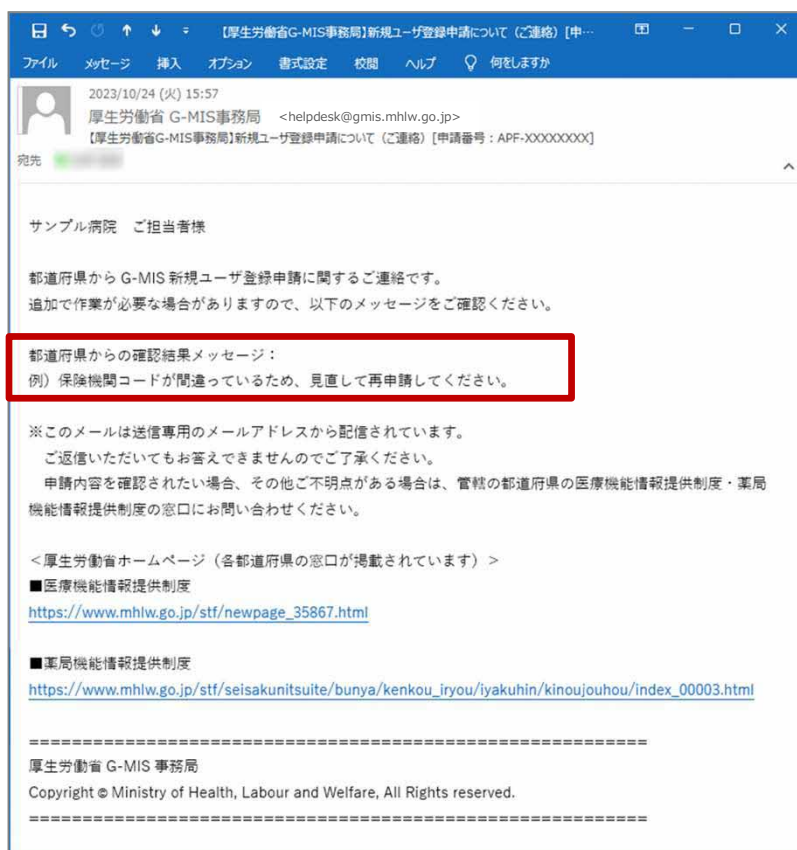 【厚生労働省G-MIS事務局】新規ユーザ登録申請について（ご連絡）[申…
ファイル メッセージ 挿入 オプション 書式設定 校閲 ヘルプ 何をしますか
2023/10/24 (火) 15:57
厚生労働省 G-MIS事務局 <helpdesk@gmis.mhlw.go.jp>
【厚生労働省G-MIS事務局】新規ユーザ登録申請について（ご連絡）[申請番号：APF-XXXXXXXX]
宛先
サンプル病院　ご担当者様
都道府県から G-MIS 新規ユーザ登録申請に関するご連絡です。
追加で作業が必要な場合がありますので、以下のメッセージをご確認ください。
都道府県からの確認結果メッセージ：
例）保険機関コードが間違っているため、見直して再申請してください。
※このメールは送信専用のメールアドレスから配信されています。
ご返信いただいてもお答えできませんのでご了承ください。
申請内容を確認されたい場合、その他ご不明点がある場合は、管轄の都道府県の医療機能情報提供制度・薬局
機能情報提供制度の窓口にお問い合わせください。
＜厚生労働省ホームページ（各都道府県の窓口が掲載されています）＞
■医療機能情報提供制度
https://www.mhlw.go.jp/stf/newpage_35867.html
■薬局機能情報提供制度
https://www.mhlw.go.jp/stf/seisakunitsuite/bunya/kenkou_iryou/iyakuhin/kinoujouhou/index_00003.html
============================================================
厚生労働省 G-MIS 事務局
Copyright © Ministry of Health, Labour and Welfare, All Rights reserved.
============================================================